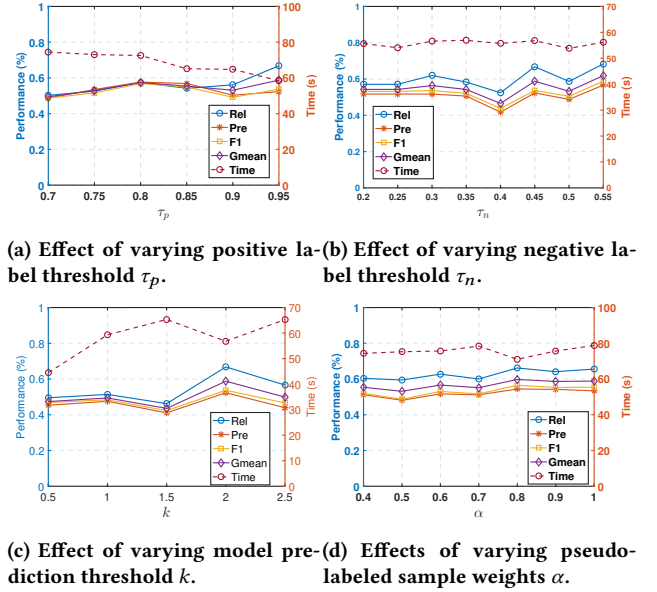 1
0.8
0.6
0.4
0.2
0
Performance (%)
100
80
60
40
20
0
Time (s)
Rel
Pre
F1
Gmean
Time
0.7 0.75 0.8 0.85 0.9 0.95
τp
1
0.8
0.6
0.4
0.2
0
Performance (%)
70
60
50
40
30
20
10
0
Time (s)
Rel
Pre
F1
Gmean
Time
0.2 0.25 0.3 0.35 0.4 0.45 0.5 0.55
τn
(a) Effect of varying positive la-
bel threshold τp.
(b) Effect of varying negative la-
bel threshold τn.
1
0.8
0.6
0.4
0.2
0
Performance (%)
70
60
50
40
30
20
10
0
Time (s)
Rel
Pre
F1
Gmean
Time
0.5 1 1.5 2 2.5
k
1
0.8
0.6
0.4
0.2
0
Performance (%)
100
80
60
40
20
0
Time (s)
Rel
Pre
F1
Gmean
Time
0.4 0.5 0.6 0.7 0.8 0.9 1
α
(c) Effect of varying model pre-
diction threshold k.
(d) Effects of varying pseudo-
labeled sample weights α.